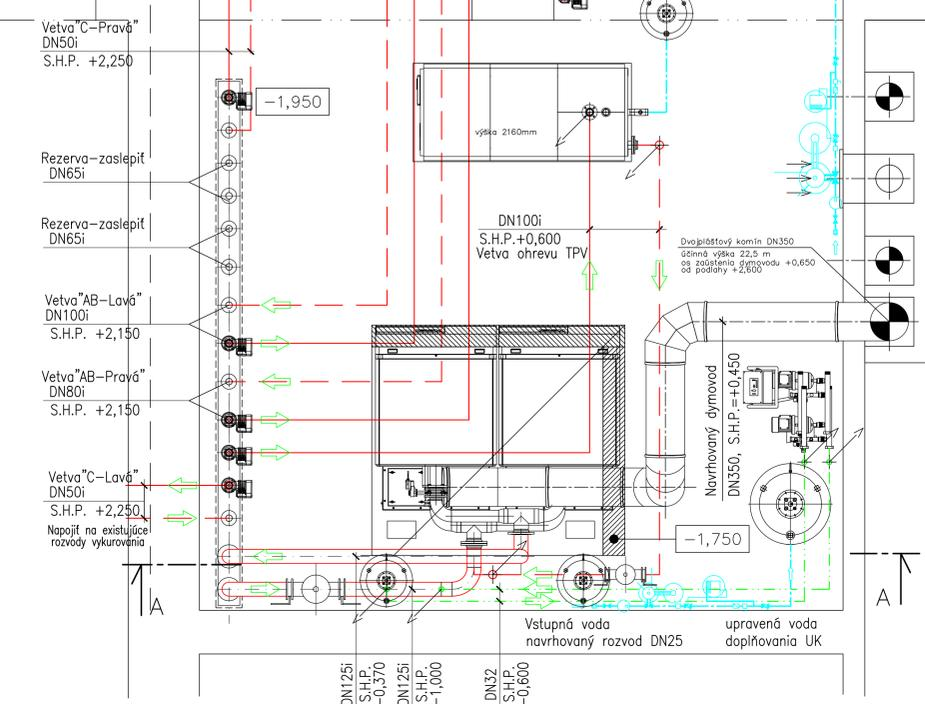 Vetva"C-Pravá"
DN50i
S.H.P. +2,250
-1,950
výška 2160mm
Rezerva-zaslepiť
DN65i
Rezerva-zaslepiť
DN65i
DN100i
S.H.P.+0,600
Vetva ohrevu TPV
Dvojplášťový komín DN350
účinná výška 22,5 m
os zaústenia dymovodu +0,650
od podlahy +2,600
Vetva"AB-Lavá"
DN100i
S.H.P. +2,150
Vetva"AB-Pravá"
DN80i
S.H.P. +2,150
Navrhovaný dymovod
DN350, S.H.P.=+0,450
Vetva"C-Lavá"
DN50i
S.H.P. +2,250
Napojiť na existujúce
rozvody vykurovania
-1,750
A
A
Vstupná voda
navrhovaný rozvod DN25
upravená voda
doplňovania UK
DN125i
S.H.P.
-0,370
DN125i
S.H.P.
-1,000
DN32
S.H.P.
-0,600